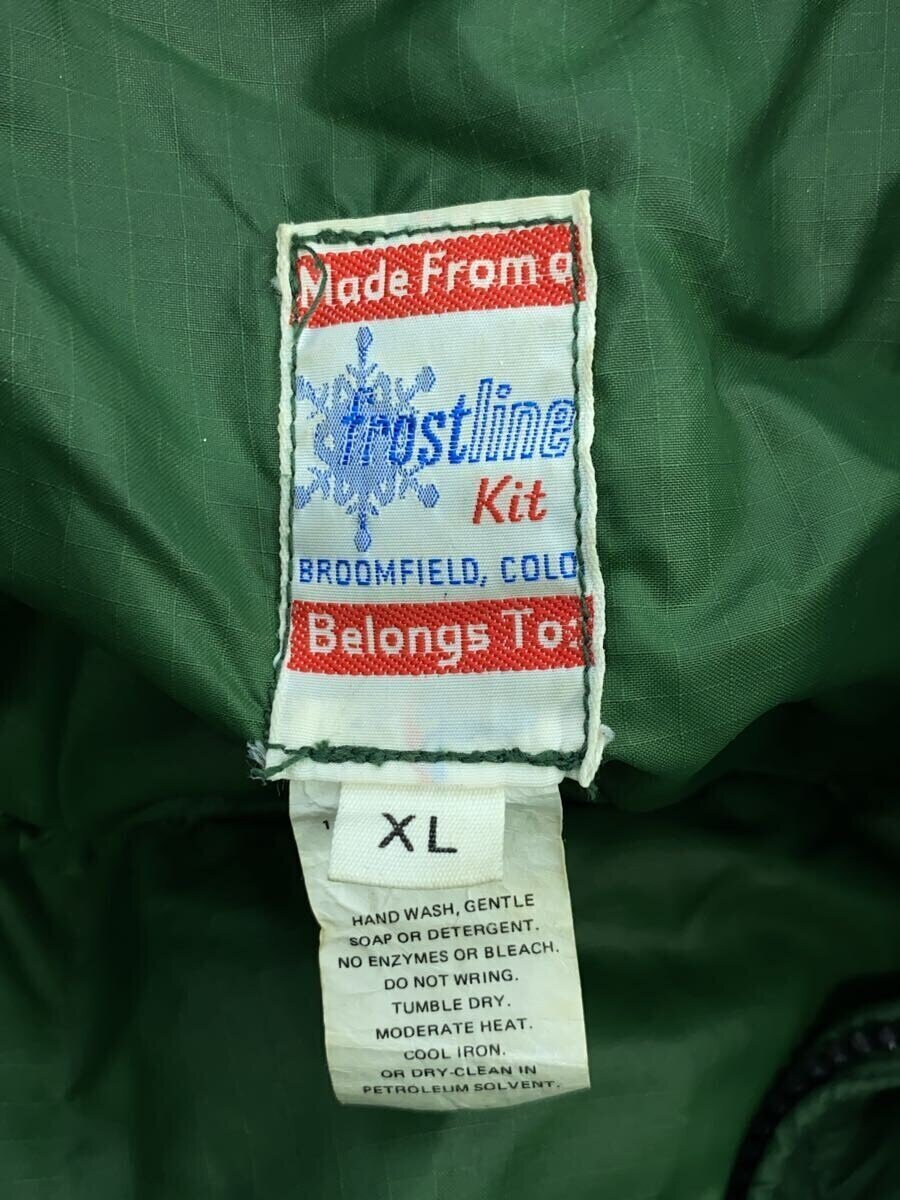 Made From a
frostline
Kit
BROOMFIELD, COLO
Belongs To:
XL
HAND WASH, GENTLE
SOAP OR DETERGENT.
NO ENZYMES OR BLEACH.
DO NOT WRING.
TUMBLE DRY.
MODERATE HEAT.
COOL IRON.
OR DRY-CLEAN IN
PETROLEUM SOLVENT.